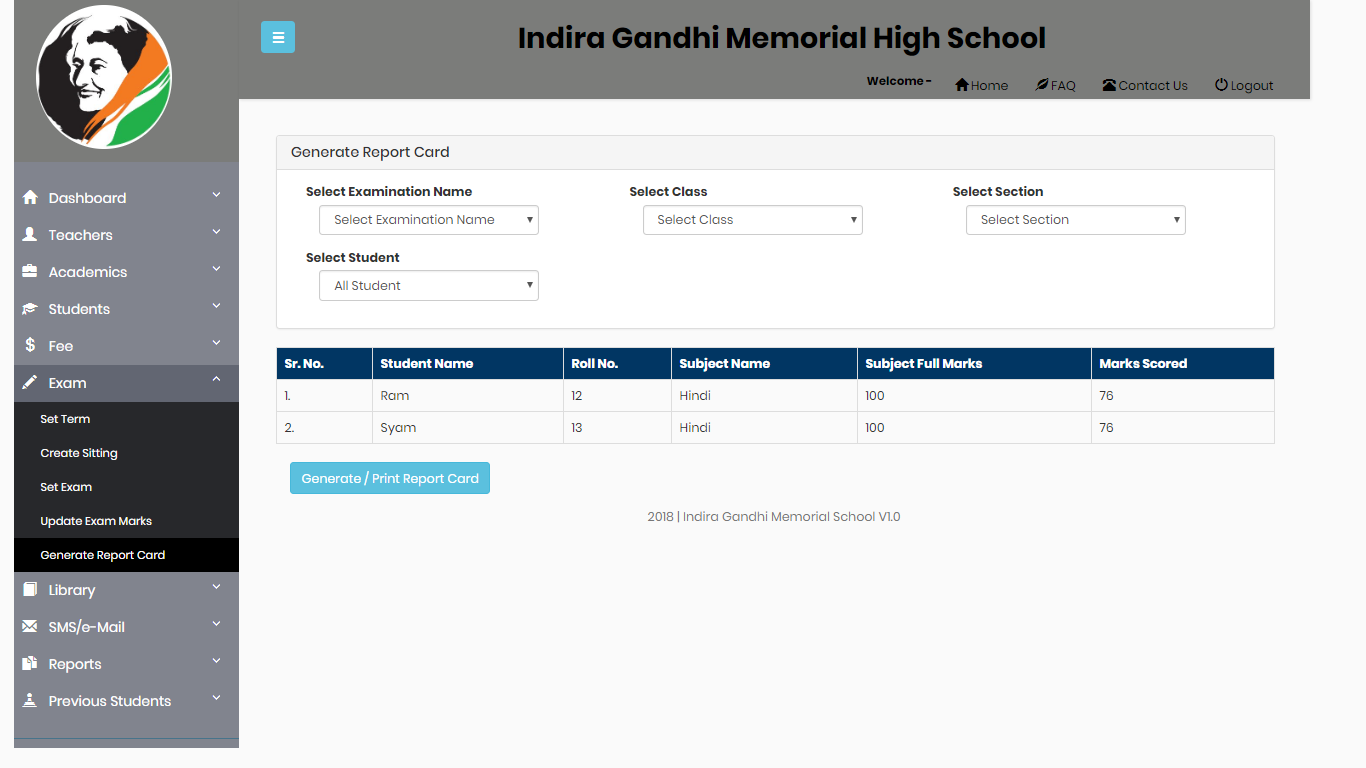 Indira Gandhi Memorial High School
Welcome -
Home
FAQ
Contact Us
Logout
Dashboard
Teachers
Academics
Students
Fee
Exam
Set Term
Create Sitting
Set Exam
Update Exam Marks
Generate Report Card
Library
SMS/e-Mail
Reports
Previous Students
Generate Report Card
Select Examination Name Select Class Select Section
Select Examination Name Select Class Select Section
Select Student
All Student
Sr. No. Student Name Roll No. Subject Name Subject Full Marks Marks Scored
1. Ram 12 Hindi 100 76
2. Syam 13 Hindi 100 76
Generate / Print Report Card
2018 | Indira Gandhi Memorial School V1.0